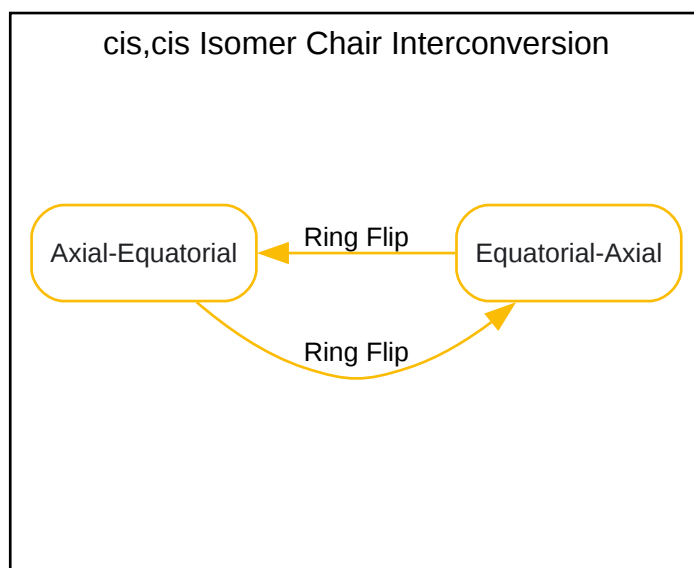 cis,cis Isomer Chair Interconversion
Ring Flip
Axial-Equatorial
Equatorial-Axial
Ring Flip